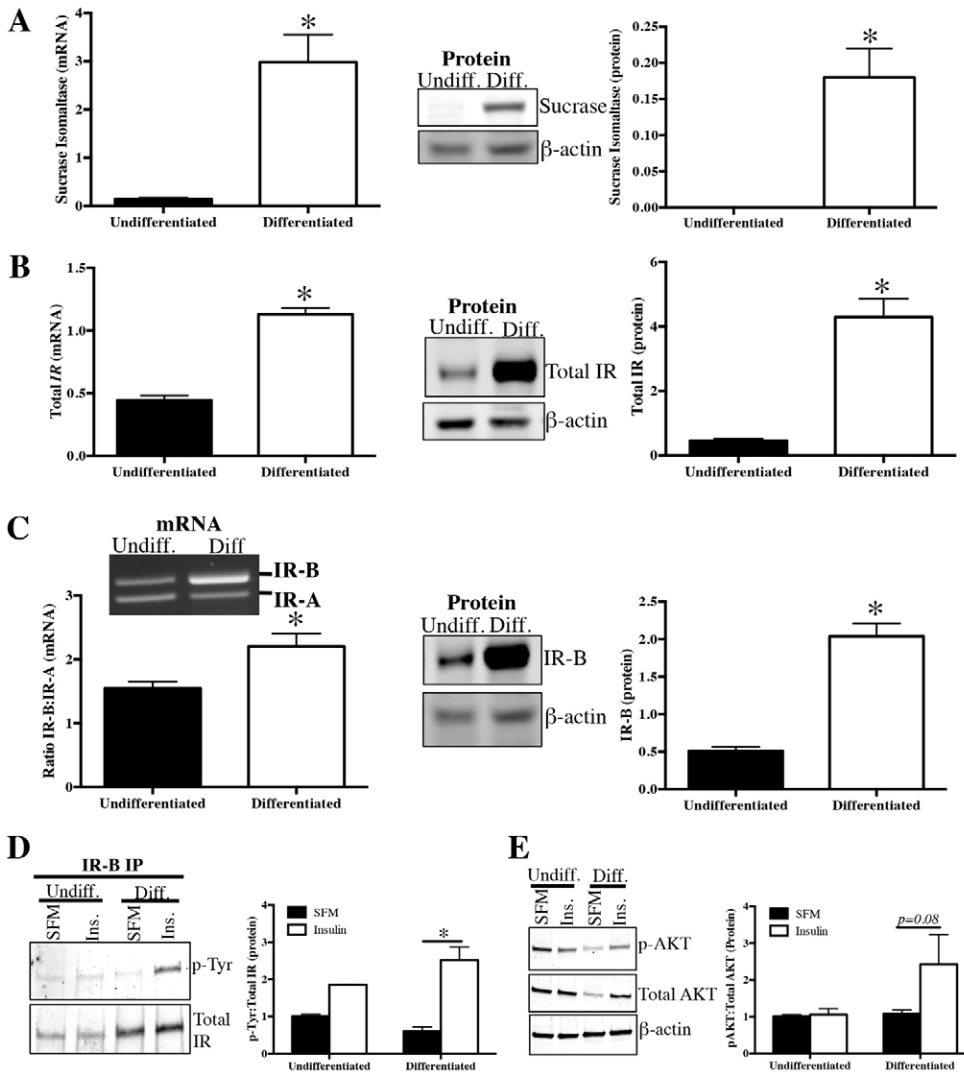 A
Sucrase Isomaltase (mRNA)
4
3
2
1
0
*
Undifferentiated Differentiated
Protein
Undiff. Diff.
Sucrase
β-actin
Sucrase Isomaltase (protein)
0.25
0.20
0.15
0.10
0.05
0.00
*
Undifferentiated Differentiated
B
Total IR (mRNA)
1.5
1.0
0.5
0.0
*
Undifferentiated Differentiated
Protein
Undiff. Diff.
Total IR
β-actin
Total IR (protein)
6
4
2
0
*
Undifferentiated Differentiated
C
mRNA
Undiff. Diff
IR-B
IR-A
Ratio IR-B:IR-A (mRNA)
3
2
1
0
*
Undifferentiated Differentiated
Protein
Undiff. Diff.
IR-B
β-actin
IR-B (protein)
2.5
2.0
1.5
1.0
0.5
0.0
*
Undifferentiated Differentiated
D
IR-B IP
Undiff. Diff.
SFM Ins. SFM Ins.
p-Tyr
Total
IR
p-Tyr:Total IR (protein)
4
3
2
1
0
SFM
Insulin
*
Undifferentiated Differentiated
E
Undiff. Diff.
SFM Ins. SFM Ins.
p-AKT
Total AKT
β-actin
pAKT:Total AKT (Protein)
4
3
2
1
0
SFM
Insulin
p=0.08
Undifferentiated Differentiated